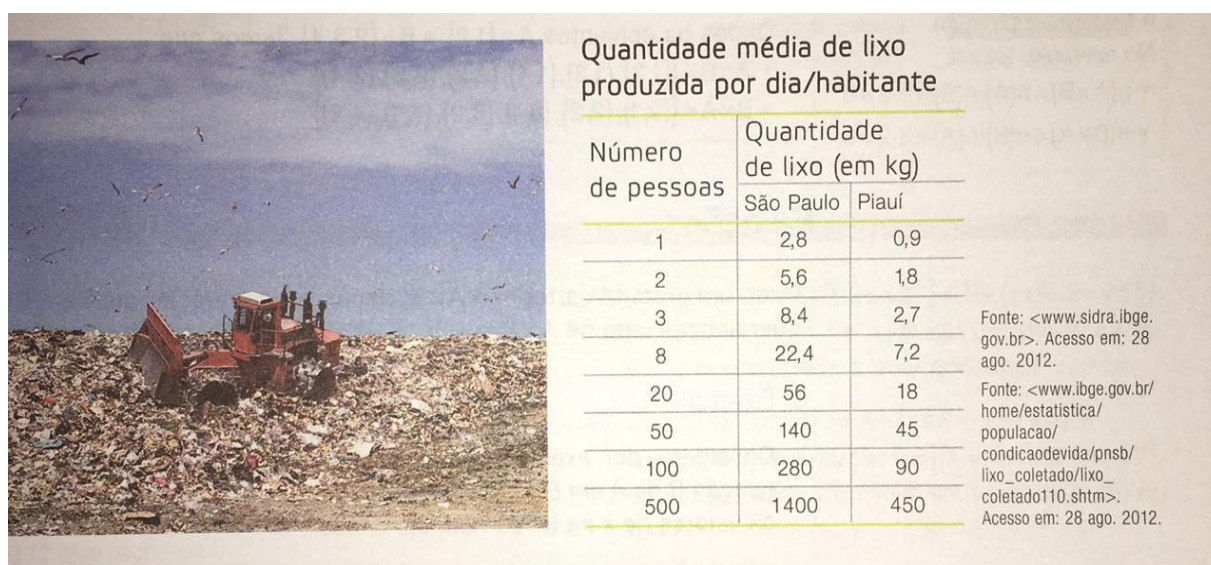 Quantidade média de lixo
produzida por dia/habitante
Número
de pessoas
Quantidade
de lixo (em kg)
São Paulo Piauí
1 2,8 0,9
2 5,6 1,8
3 8,4 2,7
8 22,4 7,2
20 56 18
50 140 45
100 280 90
500 1400 450
Fonte: <www.sidra.ibge.
gov.br>. Acesso em: 28
ago. 2012.
Fonte: <www.ibge.gov.br/
home/estatistica/
populacao/
condicaodevida/pnsb/
lixo_coletado/lixo_
coletado110.shtm>.
Acesso em: 28 ago. 2012.